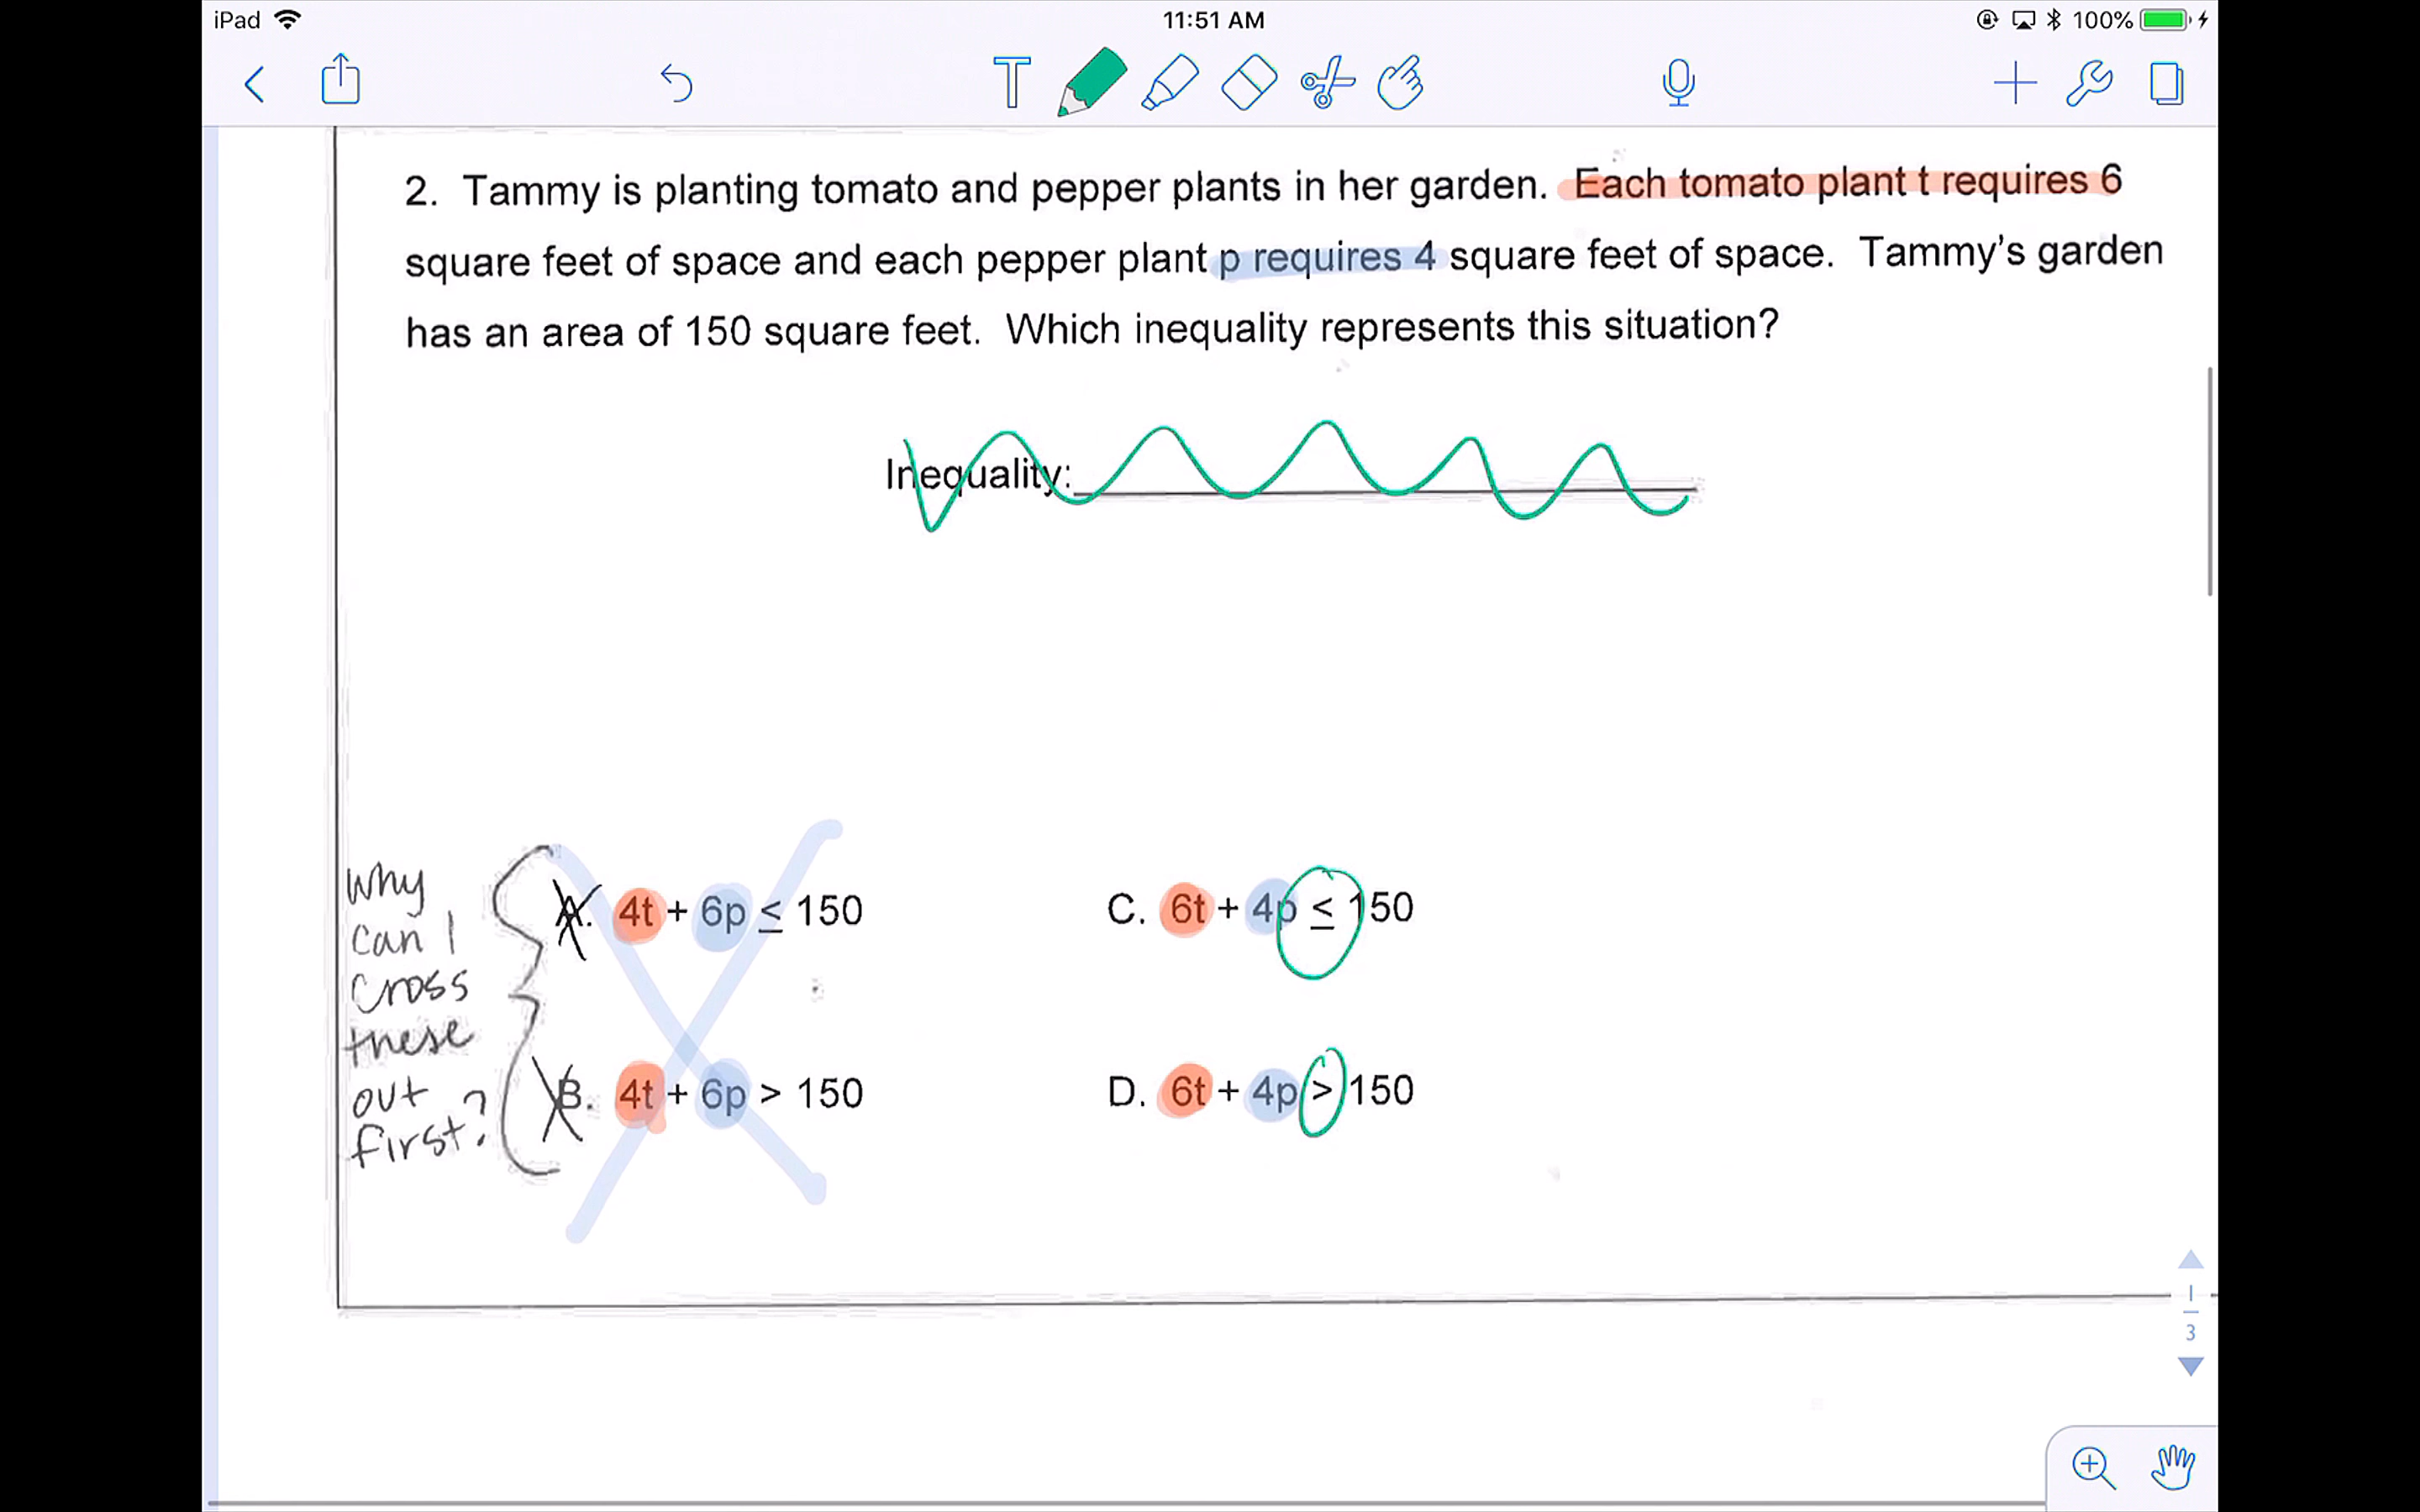 iPad
11:51 AM
100%
T
2. Tammy is planting tomato and pepper plants in her garden. Each tomato plant t requires 6
square feet of space and each pepper plant p requires 4 square feet of space. Tammy's garden
has an area of 150 square feet. Which inequality represents this situation?
Inequality:
Why
can I
cross
these
out
first?
A. 4t + 6p ≤ 150
C. 6t + 4p ≤ 150
B. 4t + 6p > 150
D. 6t + 4p > 150
1
3